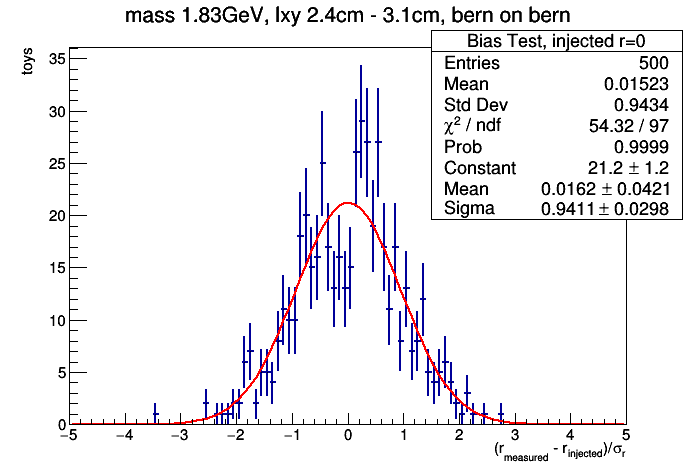 mass 1.83GeV, lxy 2.4cm - 3.1cm, bern on bern
Bias Test, injected r=0
Entries 500
Mean 0.01523
Std Dev 0.9434
χ² / ndf 54.32 / 97
Prob 0.9999
Constant 21.2 ± 1.2
Mean 0.0162 ± 0.0421
Sigma 0.9411 ± 0.0298
toys
35
30
25
20
15
10
5
0
−5 −4 −3 −2 −1 0 1 2 3 4 5
(r_measured - r_injected)/σ_r